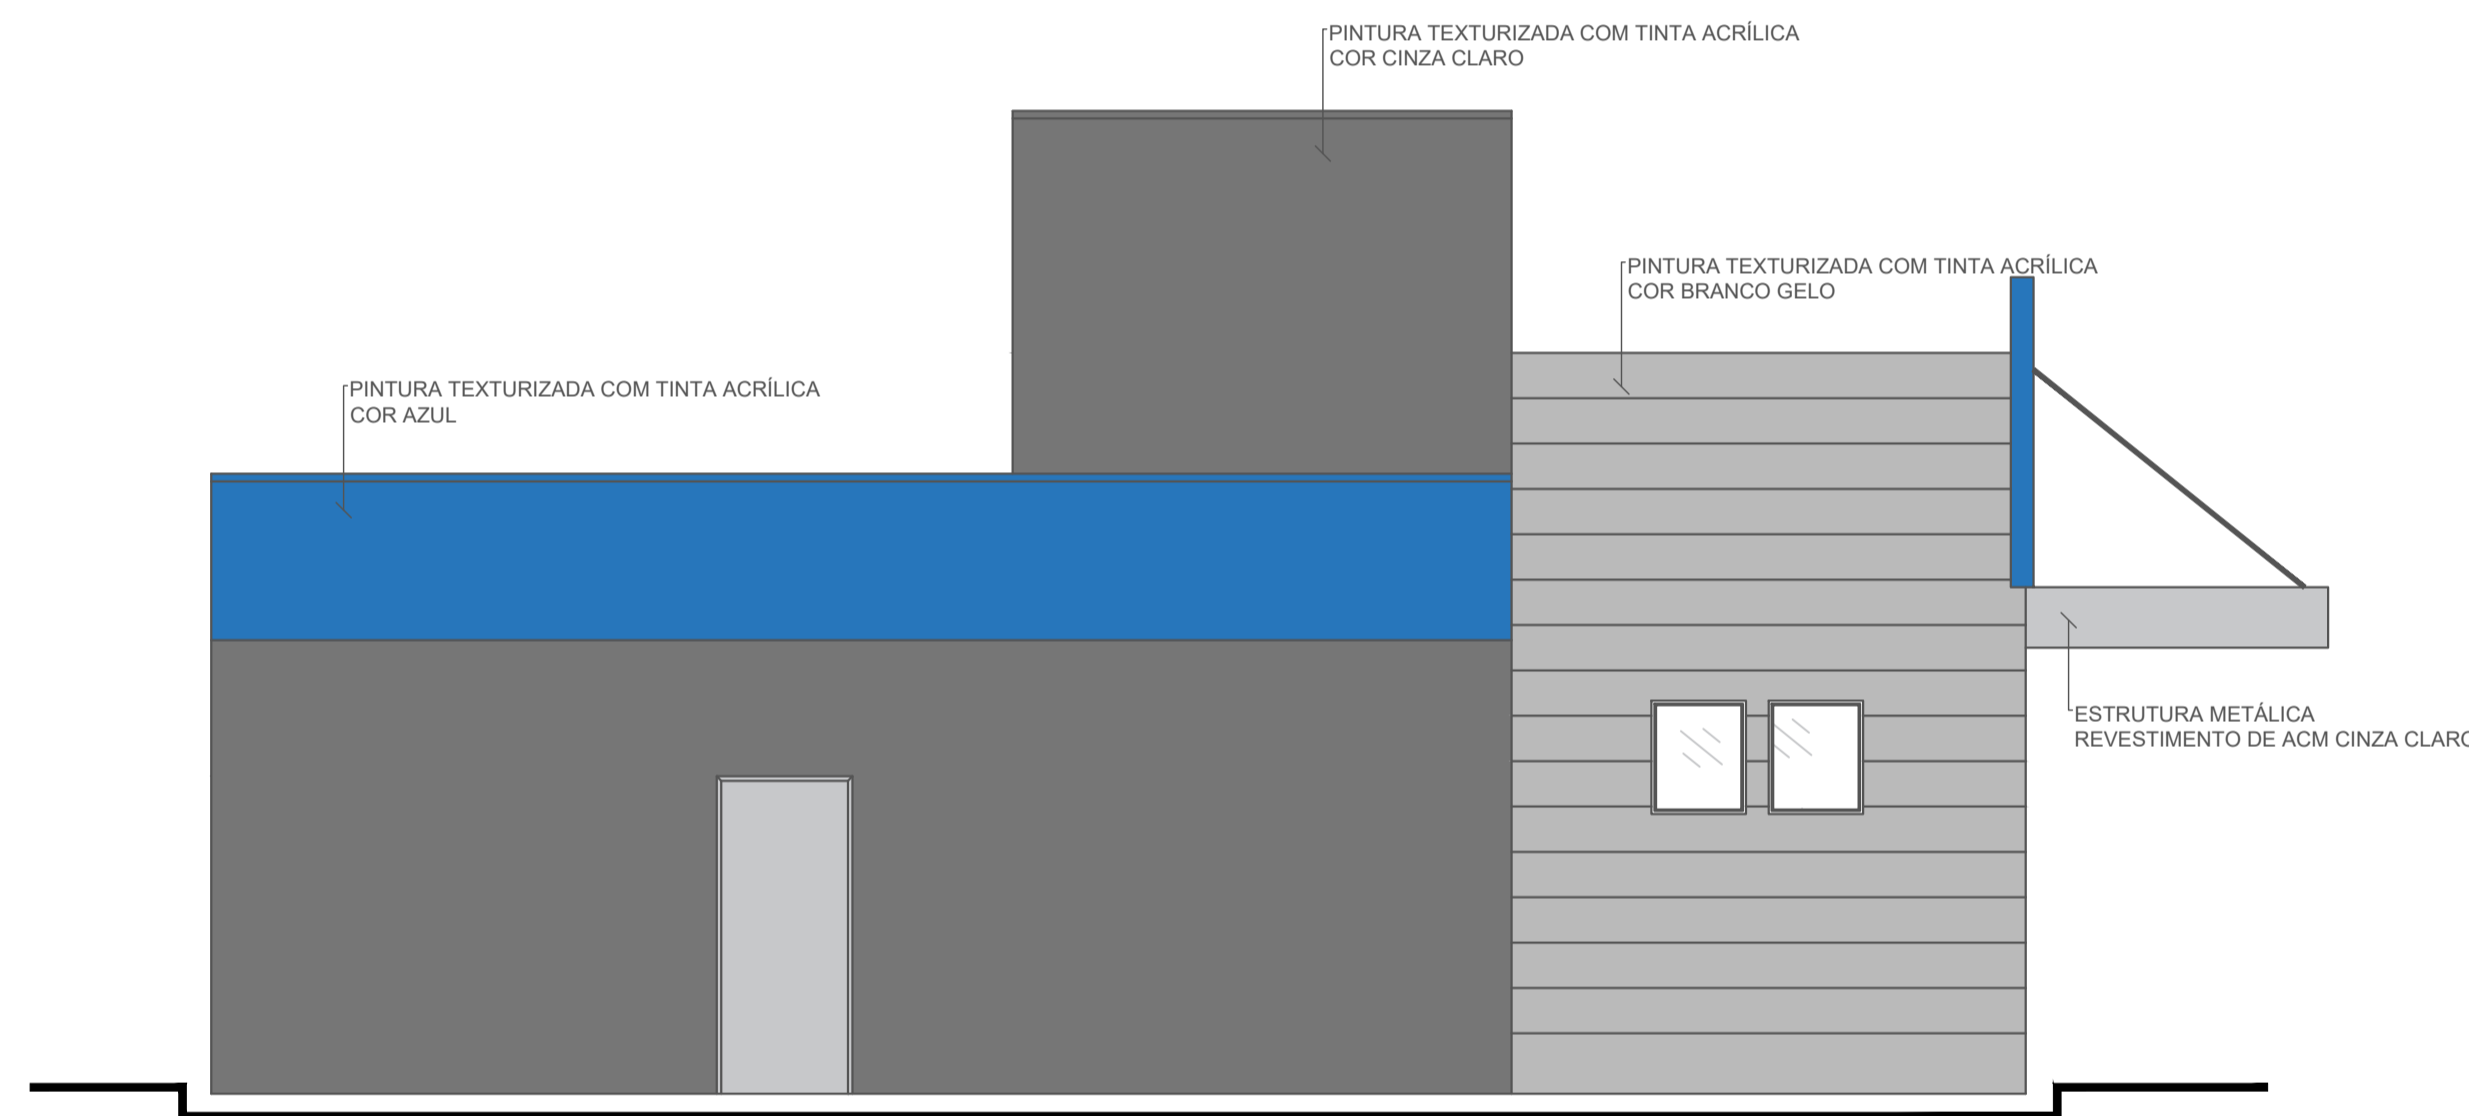 PINTURA TEXTURIZADA COM TINTA ACRÍLICA
COR CINZA CLARO
PINTURA TEXTURIZADA COM TINTA ACRÍLICA
COR BRANCO GELO
PINTURA TEXTURIZADA COM TINTA ACRÍLICA
COR AZUL
ESTRUTURA METÁLICA
REVESTIMENTO DE ACM CINZA CLARO